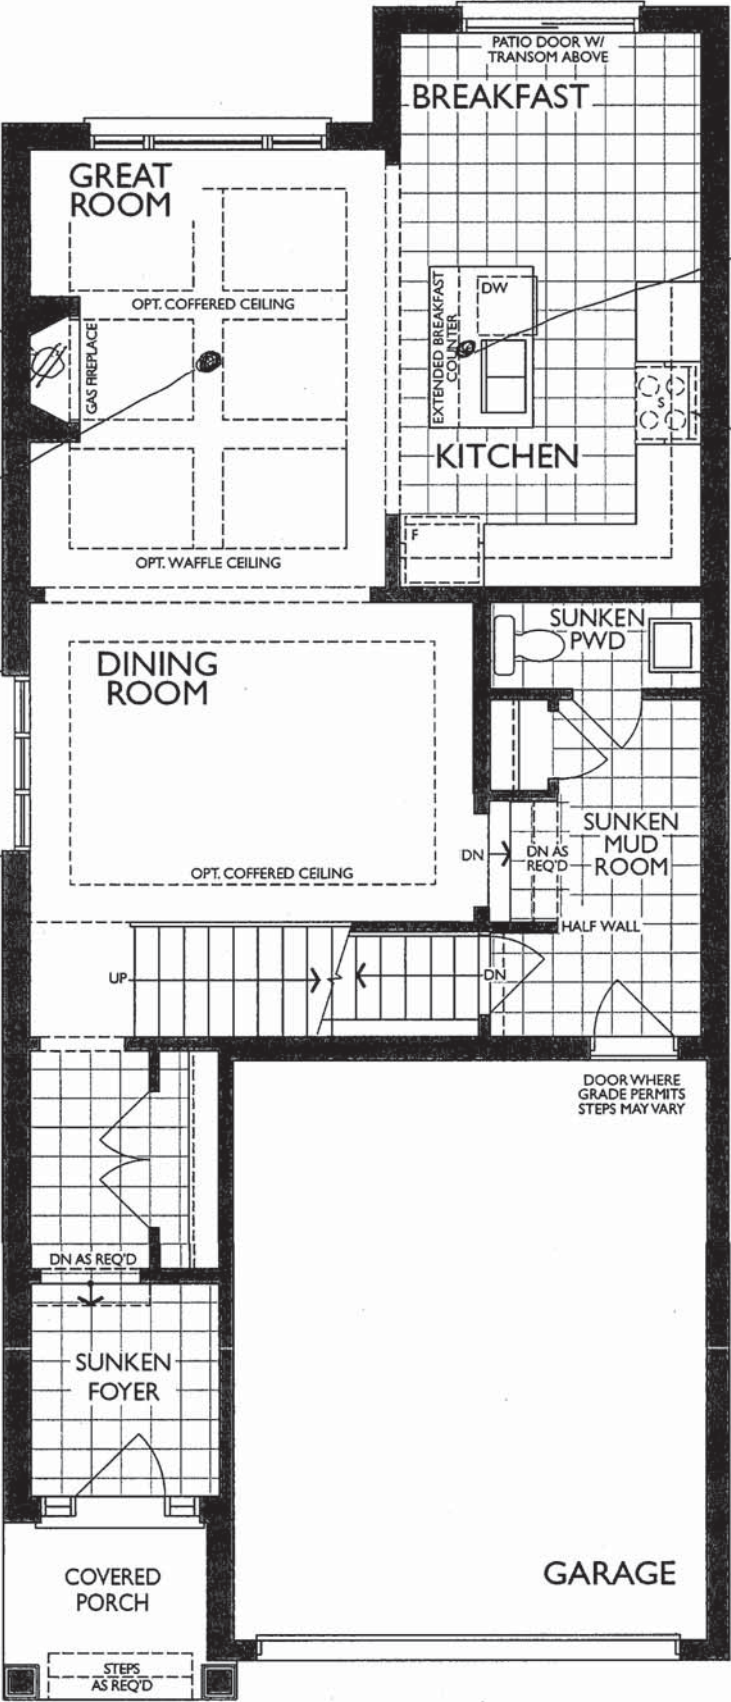 PATIO DOOR W/
TRANSOM ABOVE
BREAKFAST
GREAT
ROOM
DW
OPT. COFFERED CEILING
EXTENDED BREAKFAST
COUNTER
GAS FIREPLACE
S
KITCHEN
F
OPT. WAFFLE CEILING
SUNKEN
PWD
DINING
ROOM
SUNKEN
MUD
ROOM
DN
DN AS
REQ'D
OPT. COFFERED CEILING
HALF WALL
UP
DN
DOOR WHERE
GRADE PERMITS
STEPS MAY VARY
DN AS REQ'D
SUNKEN
FOYER
GARAGE
COVERED
PORCH
STEPS
AS REQ'D